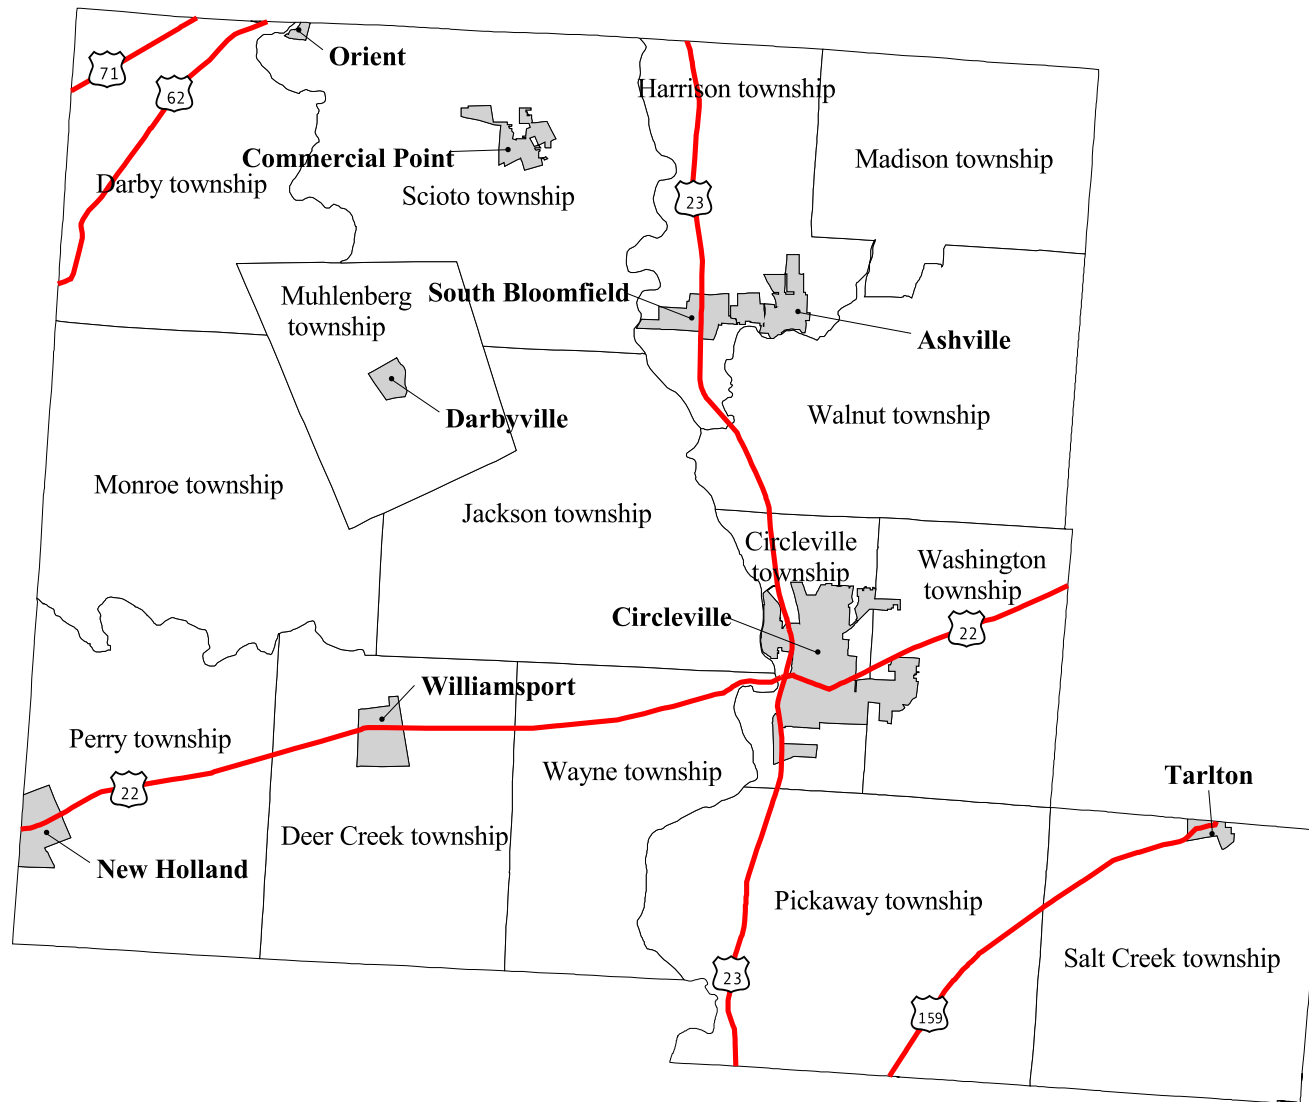 Orient
71
62
Harrison township
Commercial Point
Madison township
Darby township
Scioto township
23
Muhlenberg
township
South Bloomfield
Ashville
Darbyville
Walnut township
Monroe township
Jackson township
Circleville
township
Washington
township
Circleville
22
Williamsport
Perry township
Wayne township
Tarlton
22
Deer Creek township
New Holland
Pickaway township
Salt Creek township
23
159